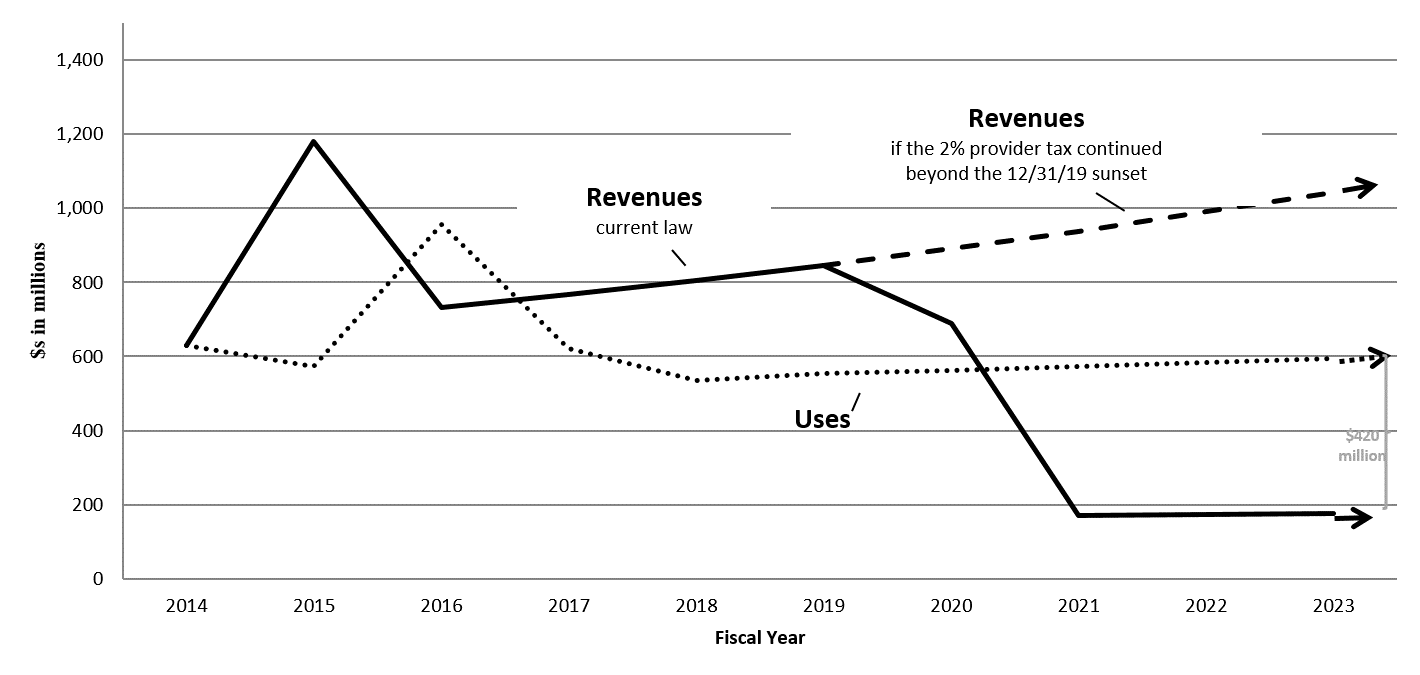 1,400
1,200
1,000
800
600
400
200
0
$s in millions
Revenues
if the 2% provider tax continued
beyond the 12/31/19 sunset
Revenues
current law
Uses
$420
million
2014 2015 2016 2017 2018 2019 2020 2021 2022 2023
Fiscal Year